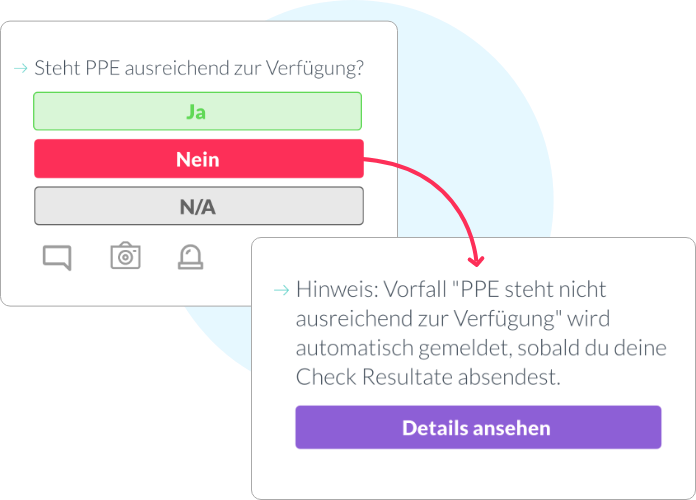 Steht PPE ausreichend zur Verfügung?
Ja
Nein
N/A
Hinweis: Vorfall "PPE steht nicht
ausreichend zur Verfügung" wird
automatisch gemeldet, sobald du deine
Check Resultate absendest.
Details ansehen